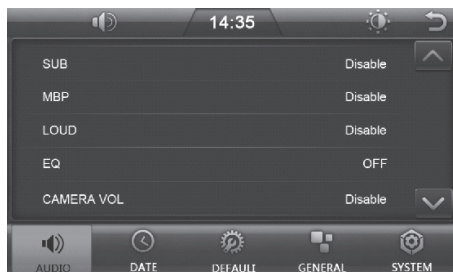 14:35
SUB Disable
MBP Disable
LOUD Disable
EQ OFF
CAMERA VOL Disable
AUDIO DATE DEFAULT GENERAL SYSTEM